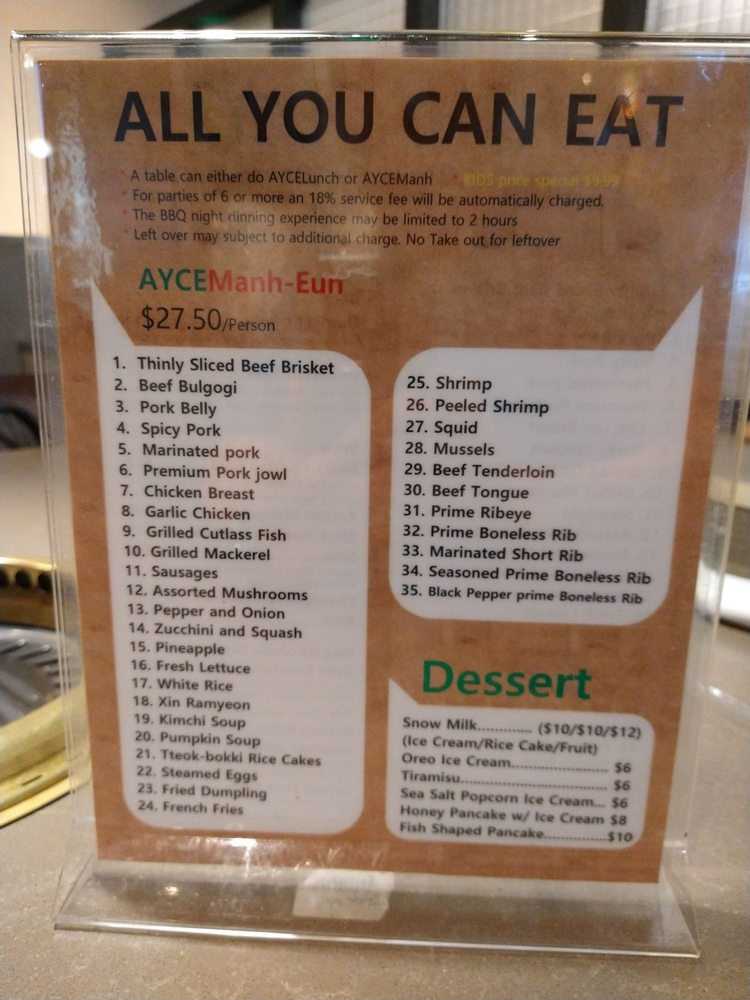 ALL YOU CAN EAT
* A table can either do AYCELunch or AYCEManh * KIDS price special $9.99
* For parties of 6 or more an 18% service fee will be automatically charged.
* The BBQ night dinning experience may be limited to 2 hours
* Left over may subject to additional charge. No Take out for leftover
AYCEManh-Eun
$27.50/Person
1. Thinly Sliced Beef Brisket
2. Beef Bulgogi
3. Pork Belly
4. Spicy Pork
5. Marinated pork
6. Premium Pork jowl
7. Chicken Breast
8. Garlic Chicken
9. Grilled Cutlass Fish
10. Grilled Mackerel
11. Sausages
12. Assorted Mushrooms
13. Pepper and Onion
14. Zucchini and Squash
15. Pineapple
16. Fresh Lettuce
17. White Rice
18. Xin Ramyeon
19. Kimchi Soup
20. Pumpkin Soup
21. Tteok-bokki Rice Cakes
22. Steamed Eggs
23. Fried Dumpling
24. French Fries
25. Shrimp
26. Peeled Shrimp
27. Squid
28. Mussels
29. Beef Tenderloin
30. Beef Tongue
31. Prime Ribeye
32. Prime Boneless Rib
33. Marinated Short Rib
34. Seasoned Prime Boneless Rib
35. Black Pepper prime Boneless Rib
Dessert
Snow Milk............. ($10/$10/$12)
(Ice Cream/Rice Cake/Fruit)
Oreo Ice Cream...................... $6
Tiramisu.................................. $6
Sea Salt Popcorn Ice Cream... $6
Honey Pancake w/ Ice Cream $8
Fish Shaped Pancake..............$10